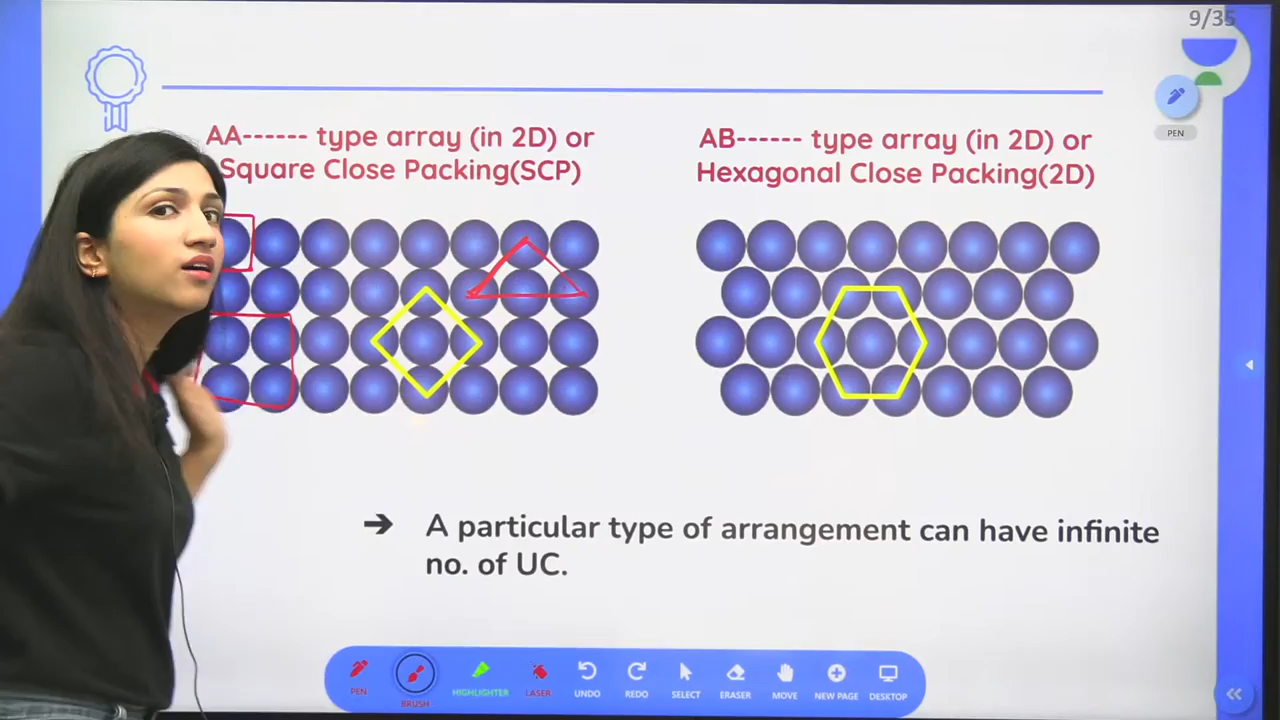 9/35
AA------ type array (in 2D) or
Square Close Packing(SCP)
AB------ type array (in 2D) or
Hexagonal Close Packing(2D)
PEN
➔ A particular type of arrangement can have infinite
no. of UC.
PEN
BRUSH
HIGHLIGHTER
LASER
UNDO
REDO
SELECT
ERASER
MOVE
NEW PAGE
DESKTOP